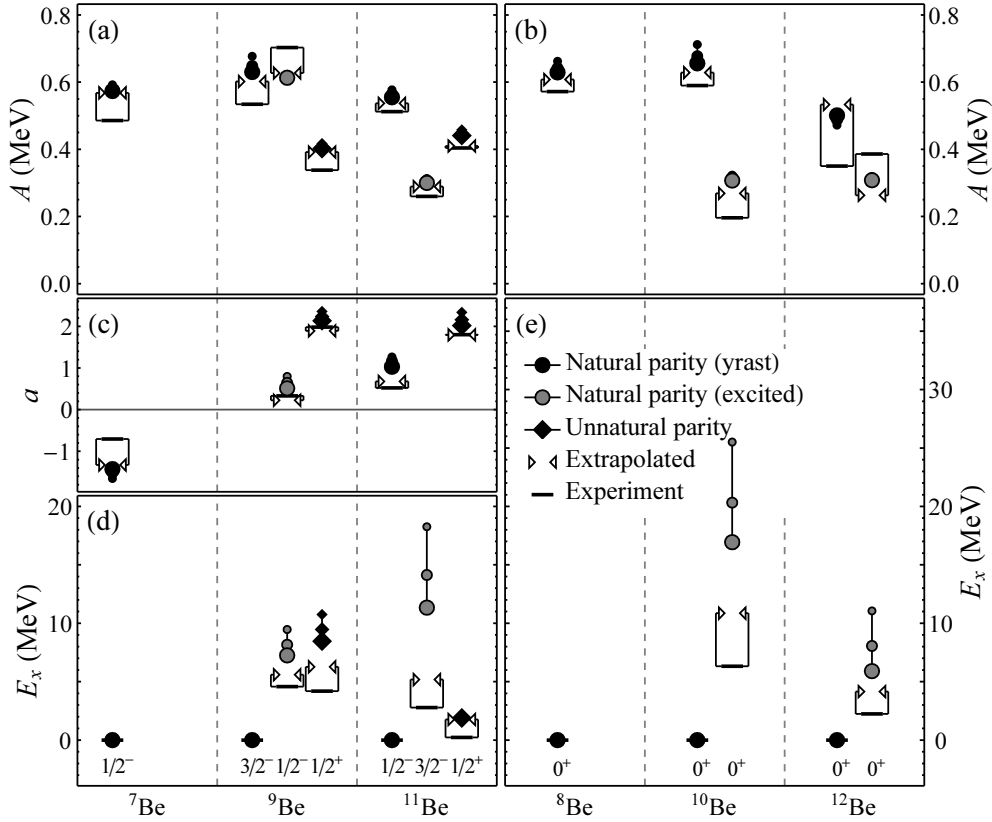 (a)
A (MeV)
0.8
0.6
0.4
0.2
0.0
(b)
0.8
0.6
0.4
0.2
0.0
A (MeV)
(c)
a
2
1
0
−1
(d)
E_x (MeV)
20
10
0
1/2⁻
3/2⁻ 1/2⁻ 1/2⁺
1/2⁻ 3/2⁻ 1/2⁺
⁷Be
⁹Be
¹¹Be
(e)
Natural parity (yrast)
Natural parity (excited)
Unnatural parity
Extrapolated
Experiment
30
20
10
0
E_x (MeV)
0⁺
0⁺ 0⁺
0⁺ 0⁺
⁸Be
¹⁰Be
¹²Be